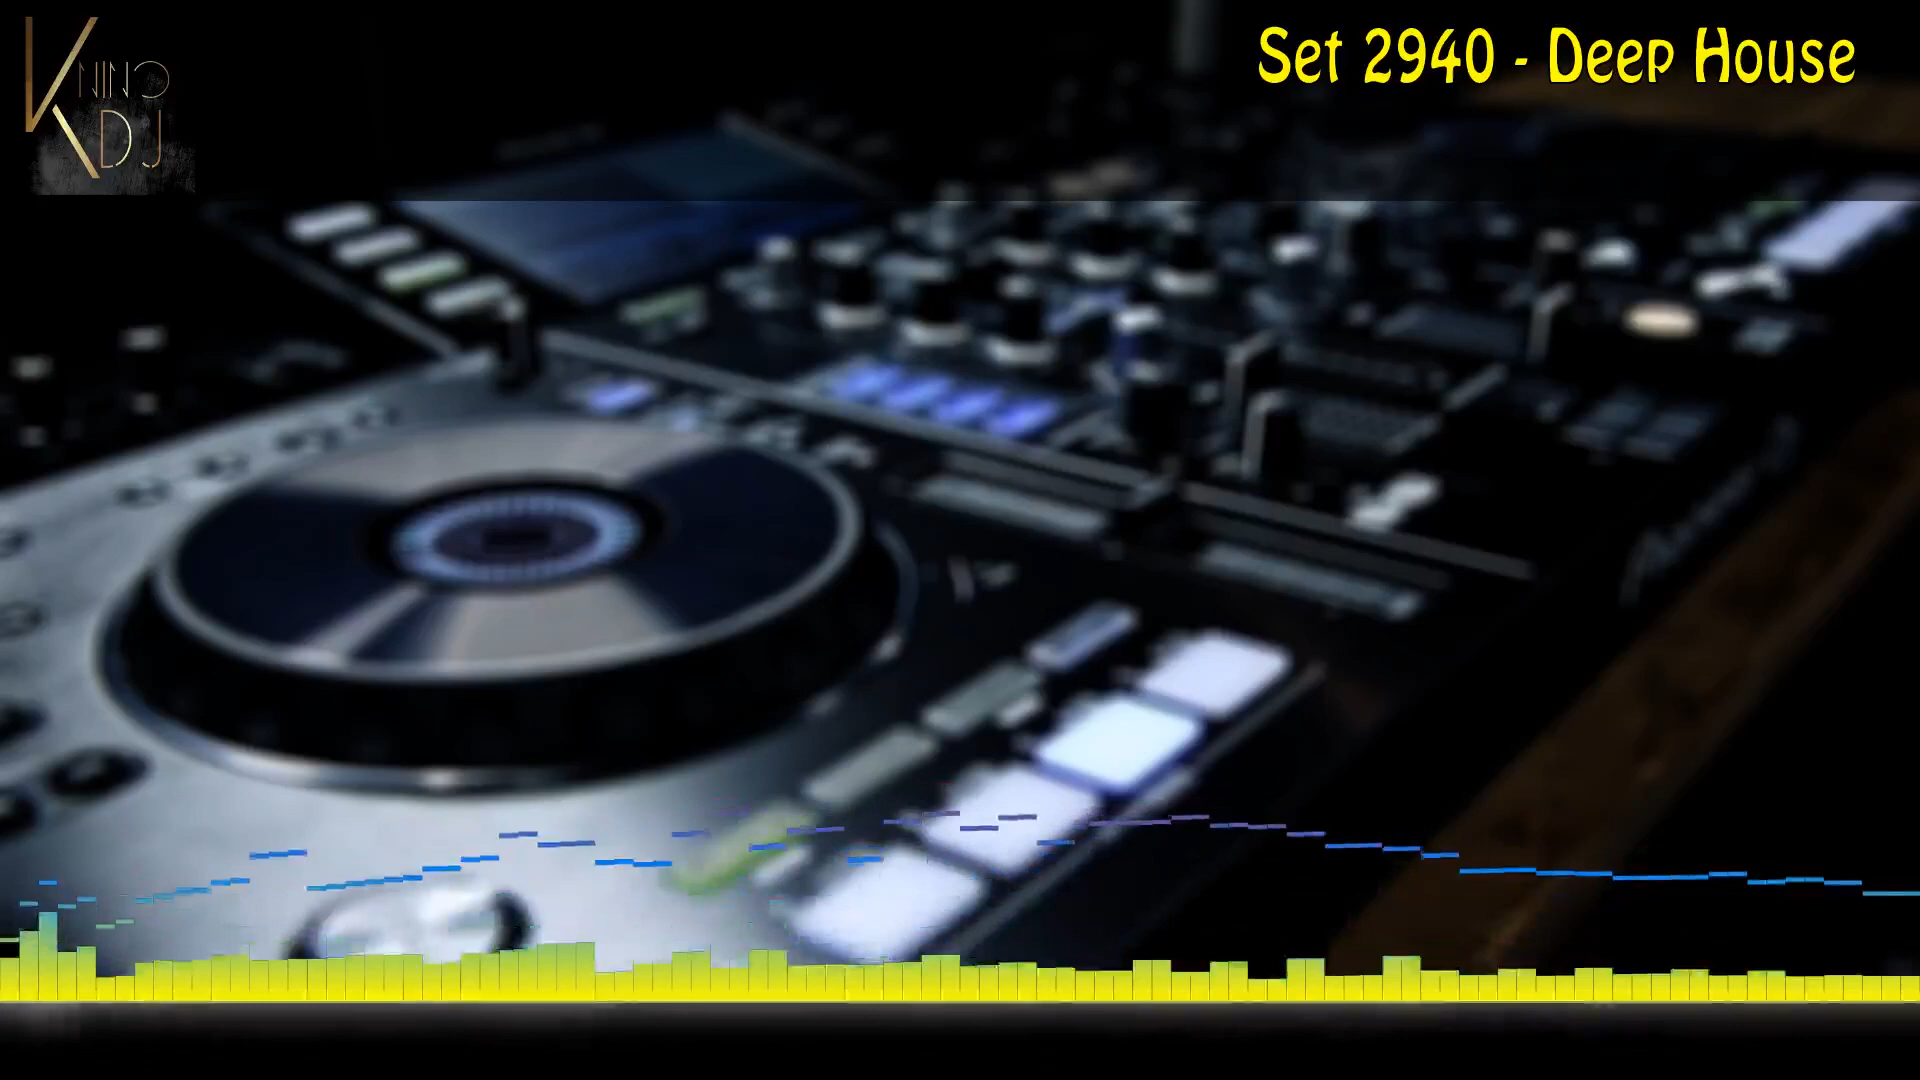 K NINO
DJ
Set 2940 - Deep House